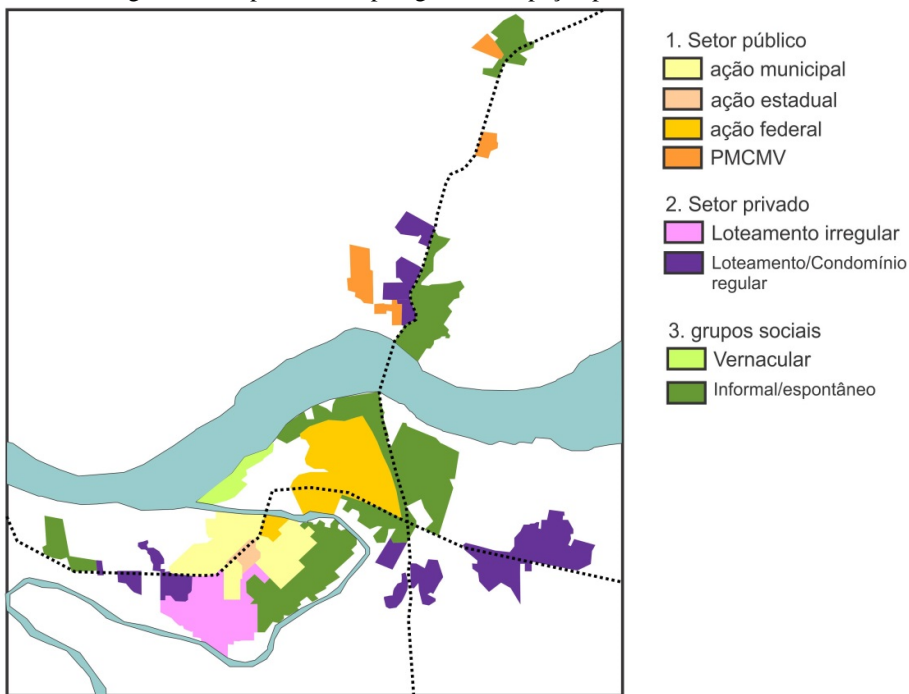 1. Setor público
ação municipal
ação estadual
ação federal
PMCMV
2. Setor privado
Loteamento irregular
Loteamento/Condomínio
regular
3. grupos sociais
Vernacular
Informal/espontâneo